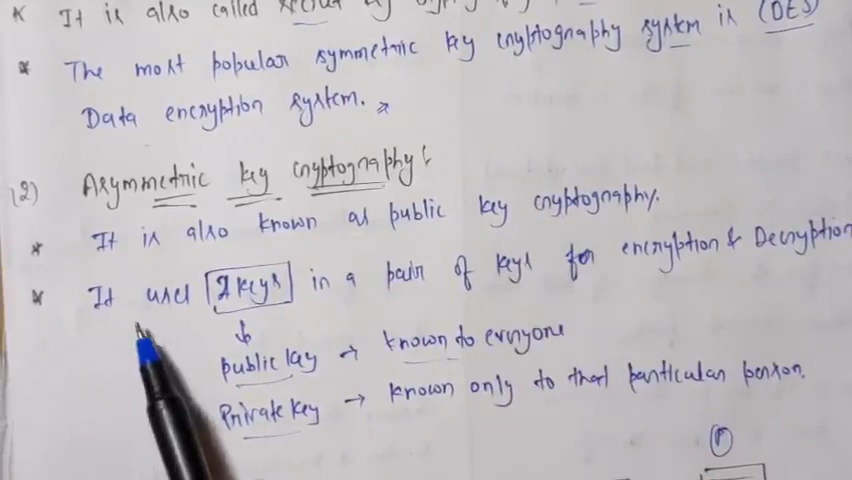 * It is also called secret key
* The most popular symmetric key cryptography system is (DES)
Data encryption system.
(2) Asymmetric key cryptography:
* It is also known as public key cryptography.
* It uses 2 keys in a pair of keys for encryption & Decryption
public key → known to everyone
Private key → known only to that particular person.